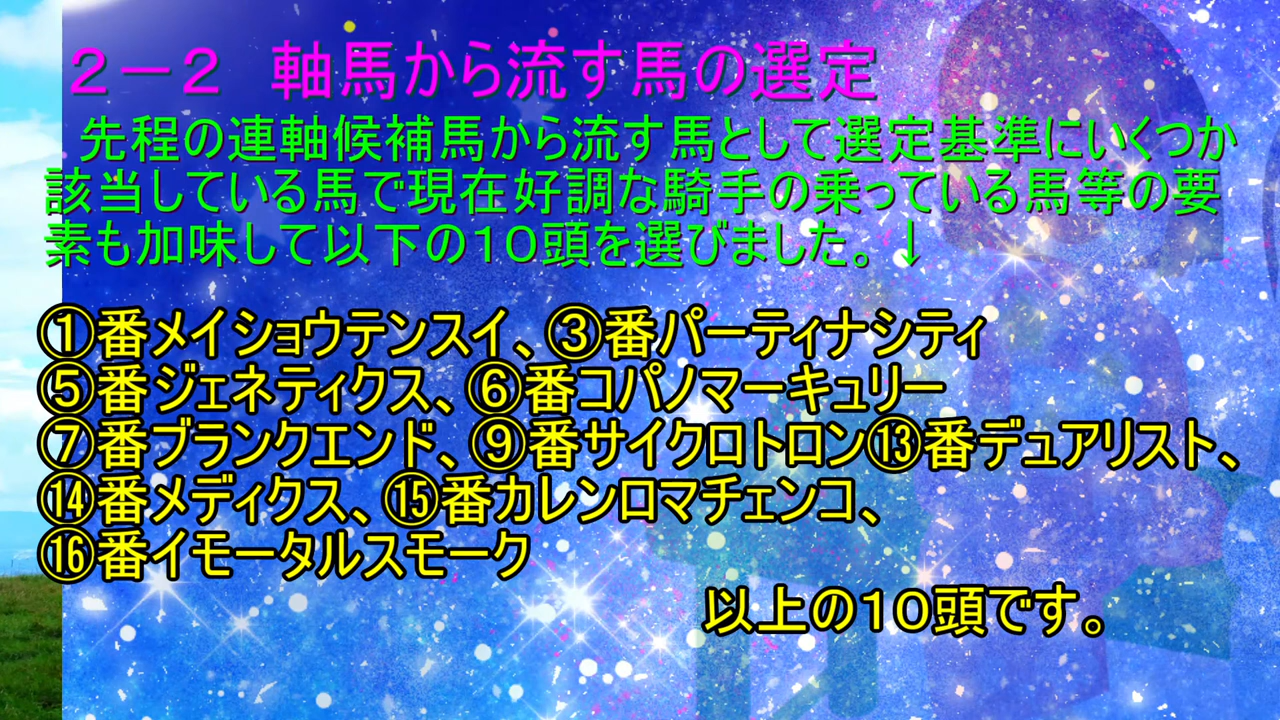 ２－２　軸馬から流す馬の選定
先程の連軸候補馬から流す馬として選定基準にいくつか
該当している馬で現在好調な騎手の乗っている馬等の要
素も加味して以下の１０頭を選びました。↓
①番メイショウテンスイ、③番パーティナシティ
⑤番ジェネティクス、⑥番コパノマーキュリー
⑦番ブランクエンド、⑨番サイクロトロン⑬番デュアリスト、
⑭番メディクス、⑮番カレンロマチェンコ、
⑯番イモータルスモーク
以上の１０頭です。